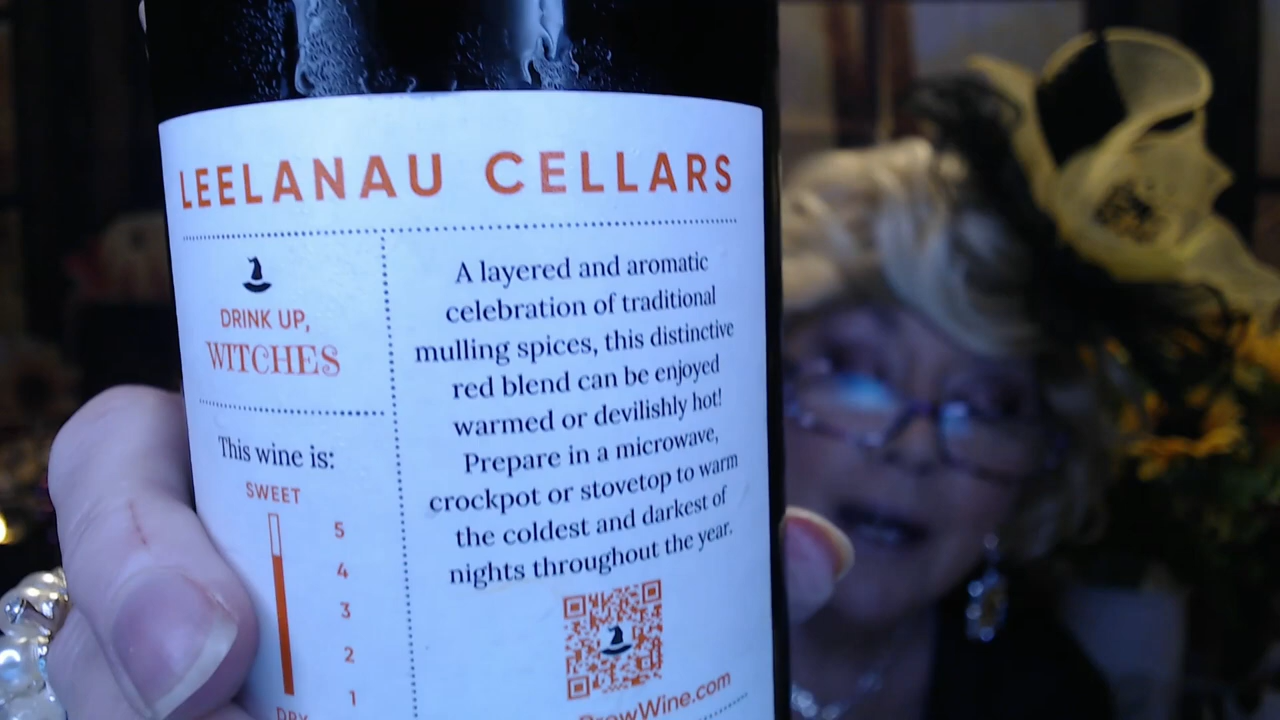 LEELANAU CELLARS
DRINK UP,
WITCHES
This wine is:
SWEET
5
4
3
2
1
DRY
A layered and aromatic
celebration of traditional
mulling spices, this distinctive
red blend can be enjoyed
warmed or devilishly hot!
Prepare in a microwave,
crockpot or stovetop to warm
the coldest and darkest of
nights throughout the year.